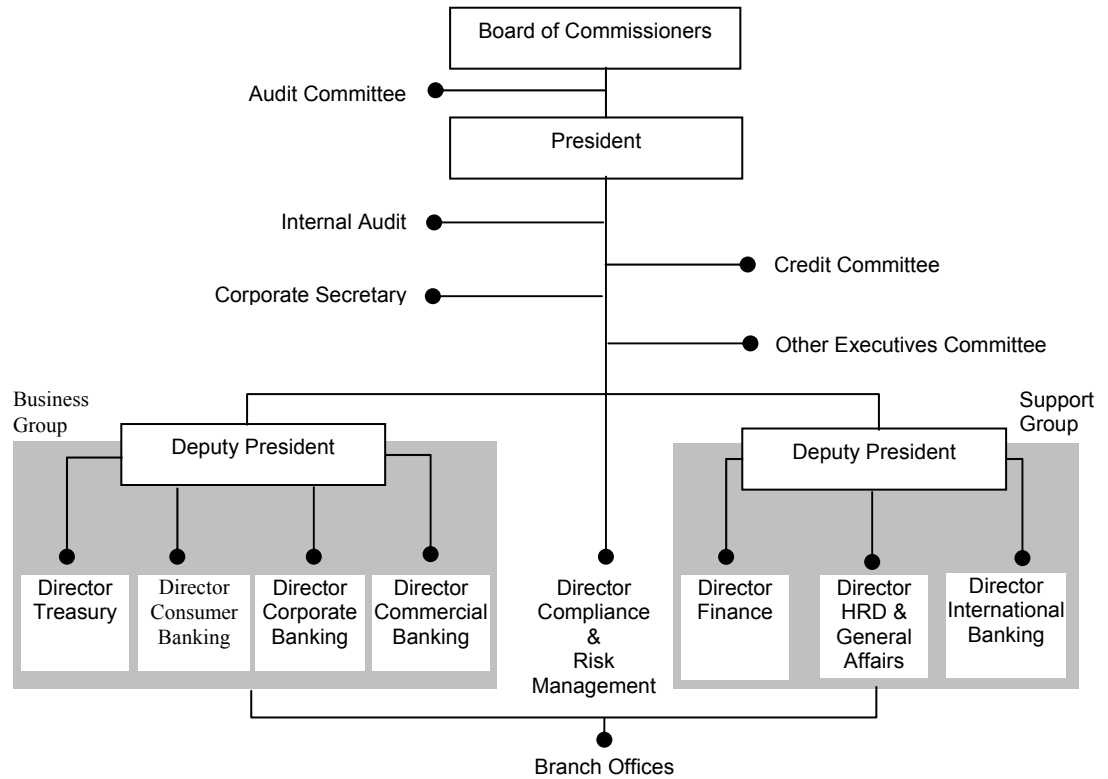 Board of Commissioners
Audit Committee
President
Internal Audit
Credit Committee
Corporate Secretary
Other Executives Committee
Business
Group
Support
Group
Deputy President
Deputy President
Director
Treasury
Director
Consumer
Banking
Director
Corporate
Banking
Director
Commercial
Banking
Director
Compliance
&
Risk
Management
Director
Finance
Director
HRD &
General
Affairs
Director
International
Banking
Branch Offices